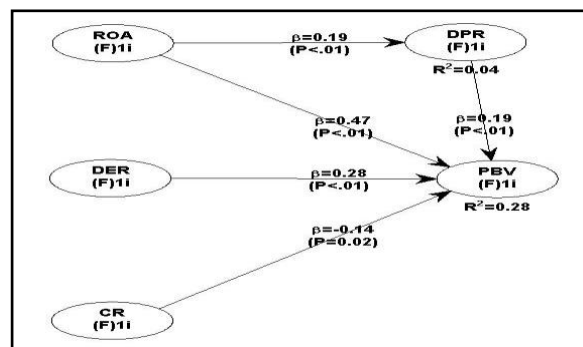 ROA
(F)1i
β=0.19
(P<.01)
DPR
(F)1i
R²=0.04
β=0.47
(P<.01)
β=0.19
(P<.01)
DER
(F)1i
β=0.28
(P<.01)
PBV
(F)1i
R²=0.28
β=-0.14
(P=0.02)
CR
(F)1i